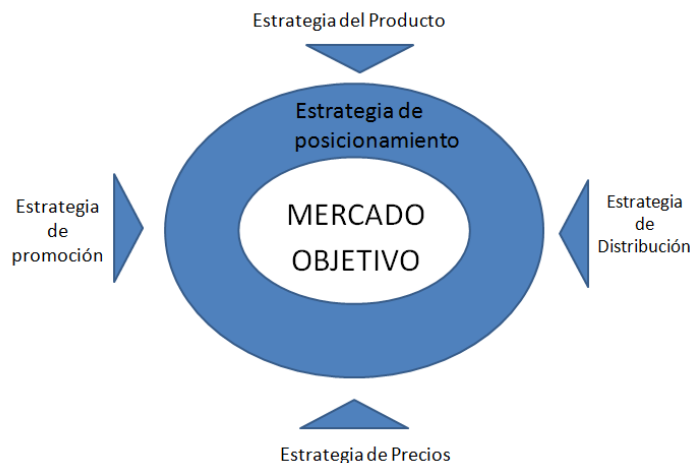 Estrategia del Producto
Estrategia de
posicionamiento
MERCADO
OBJETIVO
Estrategia
de
promoción
Estrategia
de
Distribución
Estrategia de Precios